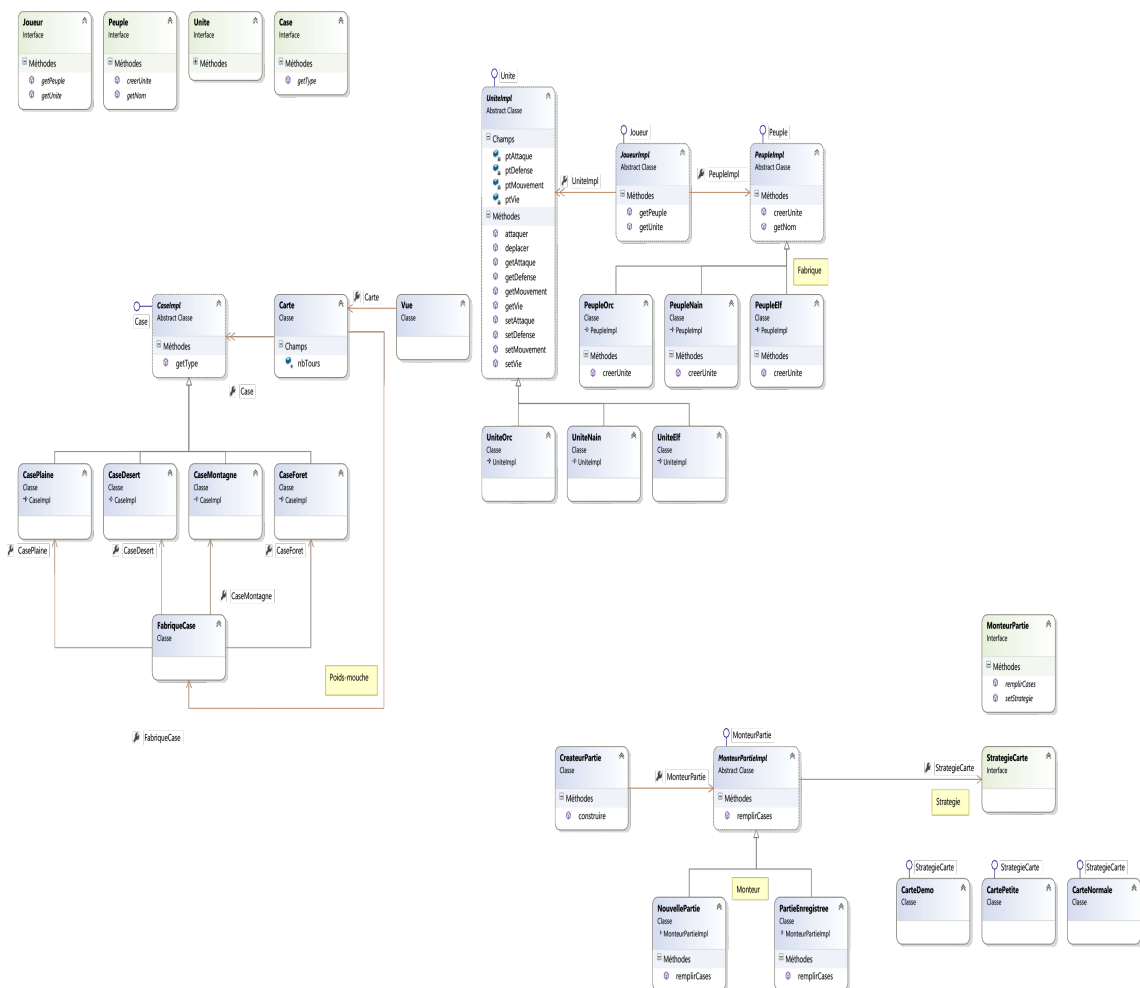 Joueur
Interface
Méthodes
getPeuple
getUnite
Peuple
Interface
Méthodes
creerUnite
getNom
Unite
Interface
Méthodes
Case
Interface
Méthodes
getType
Unite
UniteImpl
Abstract Classe
Champs
ptAttaque
ptDefense
ptMouvement
ptVie
Méthodes
attaquer
deplacer
getAttaque
getDefense
getMouvement
getVie
setAttaque
setDefense
setMouvement
setVie
UniteImpl
Joueur
JoueurImpl
Abstract Classe
Méthodes
getPeuple
getUnite
PeupleImpl
Peuple
PeupleImpl
Abstract Classe
Méthodes
creerUnite
getNom
Fabrique
PeupleOrc
Classe
PeupleImpl
Méthodes
creerUnite
PeupleNain
Classe
PeupleImpl
Méthodes
creerUnite
PeupleElf
Classe
PeupleImpl
Méthodes
creerUnite
Case
CaseImpl
Abstract Classe
Méthodes
getType
Case
Carte
Classe
Champs
nbTours
Carte
Vue
Classe
UniteOrc
Classe
UniteImpl
UniteNain
Classe
UniteImpl
UniteElf
Classe
UniteImpl
CasePlaine
Classe
CaseImpl
CaseDesert
Classe
CaseImpl
CaseMontagne
Classe
CaseImpl
CaseForet
Classe
CaseImpl
CasePlaine
CaseDesert
CaseForet
CaseMontagne
FabriqueCase
Classe
Poids-mouche
FabriqueCase
MonteurPartie
Interface
Méthodes
remplirCases
setStrategie
CreateurPartie
Classe
Méthodes
construire
MonteurPartie
MonteurPartie
MonteurPartieImpl
Abstract Classe
Méthodes
remplirCases
StrategieCarte
Strategie
StrategieCarte
Interface
Monteur
NouvellePartie
Classe
MonteurPartieImpl
Méthodes
remplirCases
PartieEnregistree
Classe
MonteurPartieImpl
Méthodes
remplirCases
StrategieCarte
CarteDemo
Classe
StrategieCarte
CartePetite
Classe
StrategieCarte
CarteNormale
Classe